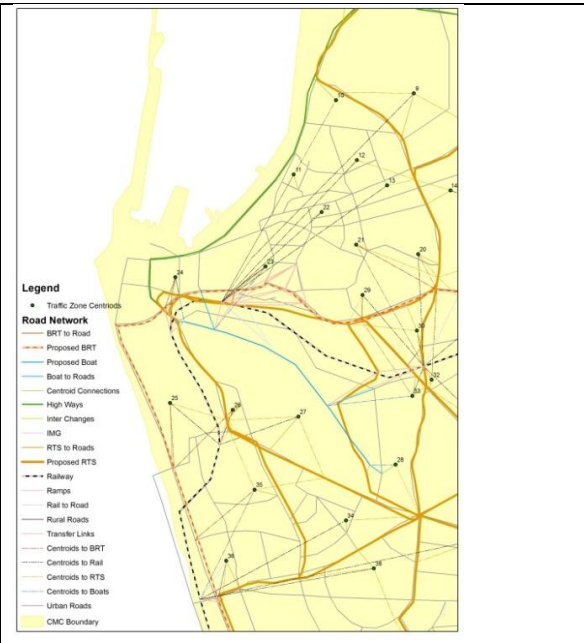 10
9
12
11
13
14
22
21
20
23
24
29
30
32
33
25
26
27
28
35
34
36
38
Legend
Traffic Zone Centriods
Road Network
BRT to Road
Proposed BRT
Proposed Boat
Boat to Roads
Centroid Connections
High Ways
Inter Changes
IMG
RTS to Roads
Proposed RTS
Railway
Ramps
Rail to Road
Rural Roads
Transfer Links
Centroids to BRT
Centroids to Rail
Centroids to RTS
Centroids to Boats
Urban Roads
CMC Boundary